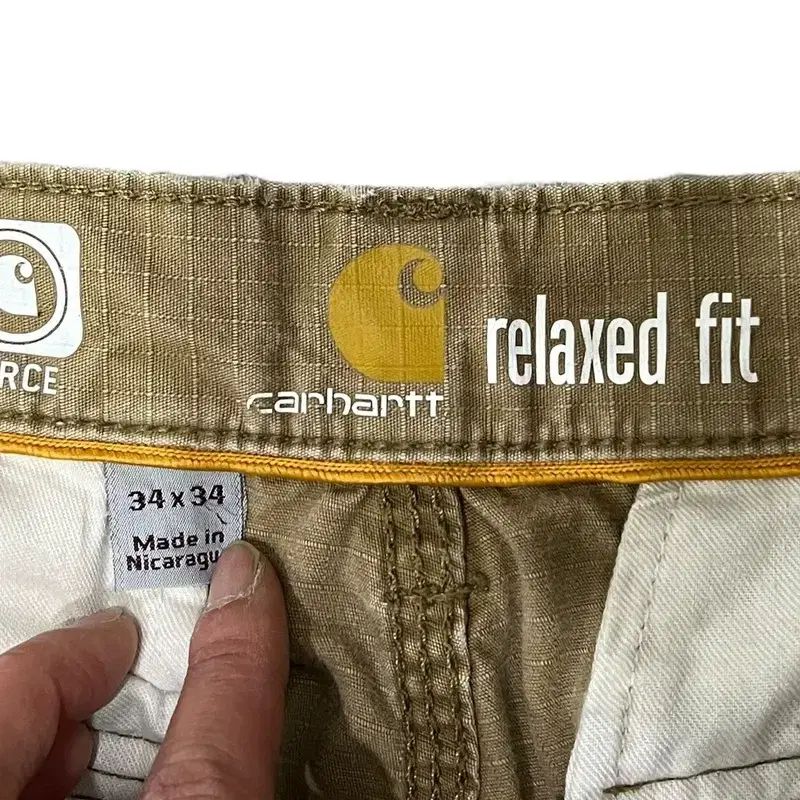 RCE
carhartt
relaxed fit
34 x 34
Made in
Nicaragu